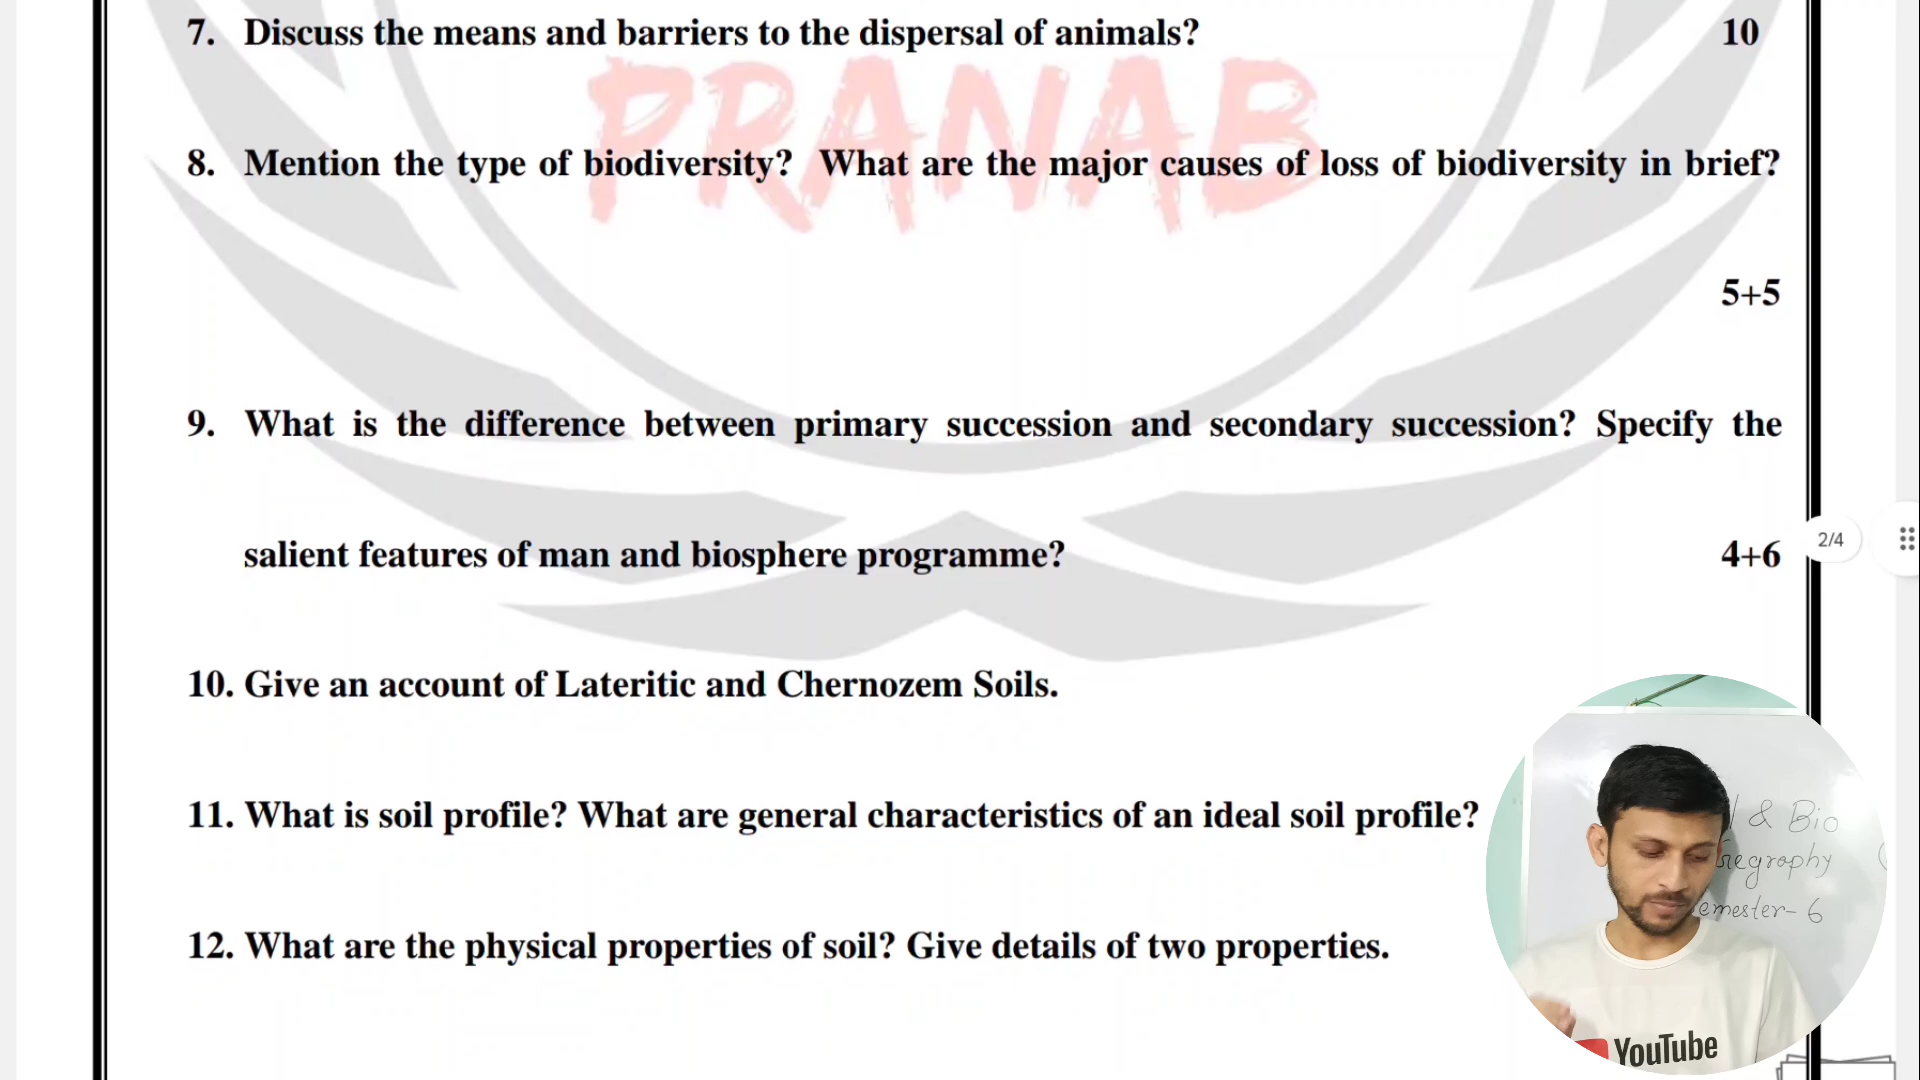 7. Discuss the means and barriers to the dispersal of animals? 10
PRANAB
8. Mention the type of biodiversity? What are the major causes of loss of biodiversity in brief?
5+5
9. What is the difference between primary succession and secondary succession? Specify the
salient features of man and biosphere programme? 4+6
2/4
10. Give an account of Lateritic and Chernozem Soils.
11. What is soil profile? What are general characteristics of an ideal soil profile?
& Bio
12. What are the physical properties of soil? Give details of two properties.
emester- 6
YouTube